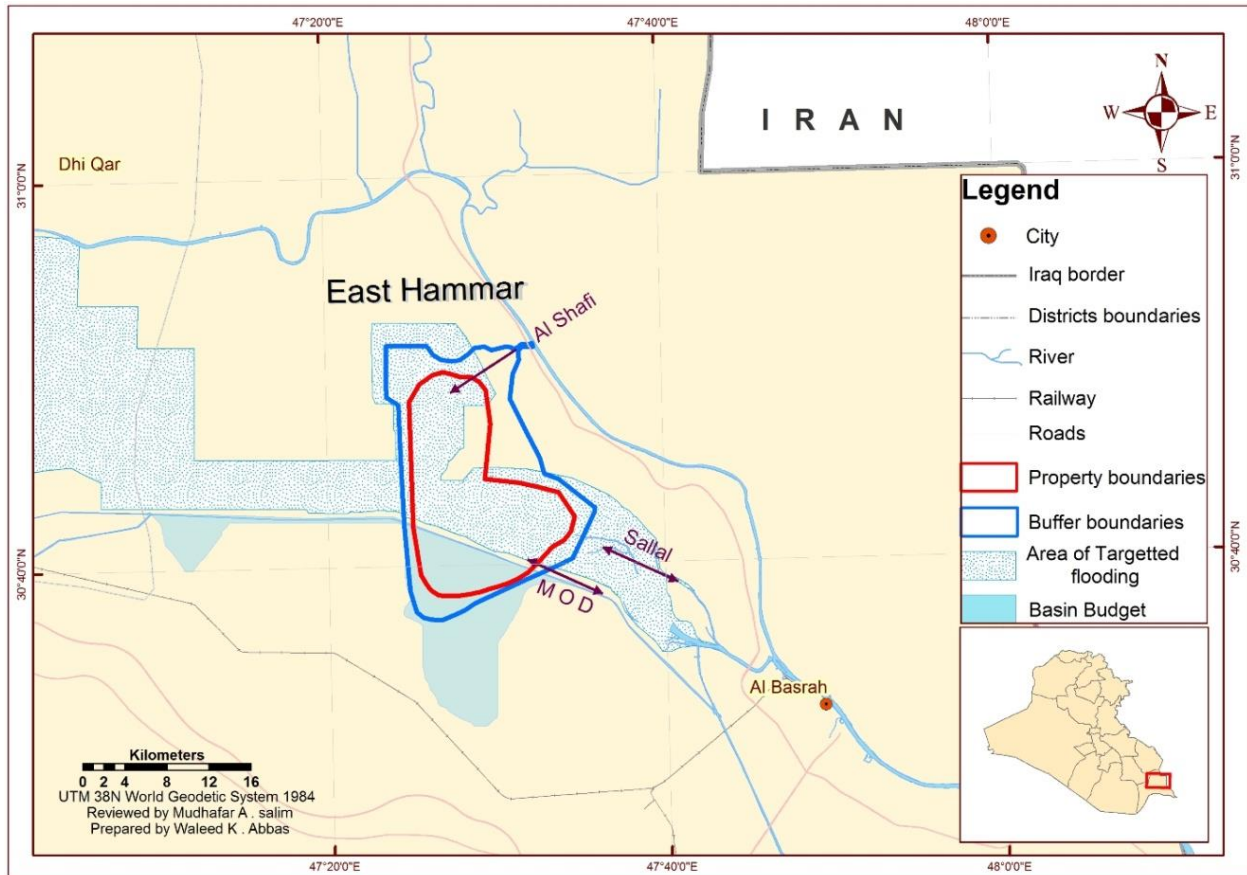 47°20'0"E
47°40'0"E
48°0'0"E
I R A N
N
W
E
S
Dhi Qar
31°0'0"N
31°0'0"N
Legend
City
Iraq border
Districts boundaries
River
Railway
Roads
Property boundaries
Buffer boundaries
Area of Targetted
flooding
Basin Budget
East Hammar
Al Shafi
Sallal
M O D
30°40'0"N
30°40'0"N
Al Basrah
Kilometers
0 2 4 8 12 16
UTM 38N World Geodetic System 1984
Reviewed by Mudhafar A . salim
Prepared by Waleed K . Abbas
47°20'0"E
47°40'0"E
48°0'0"E